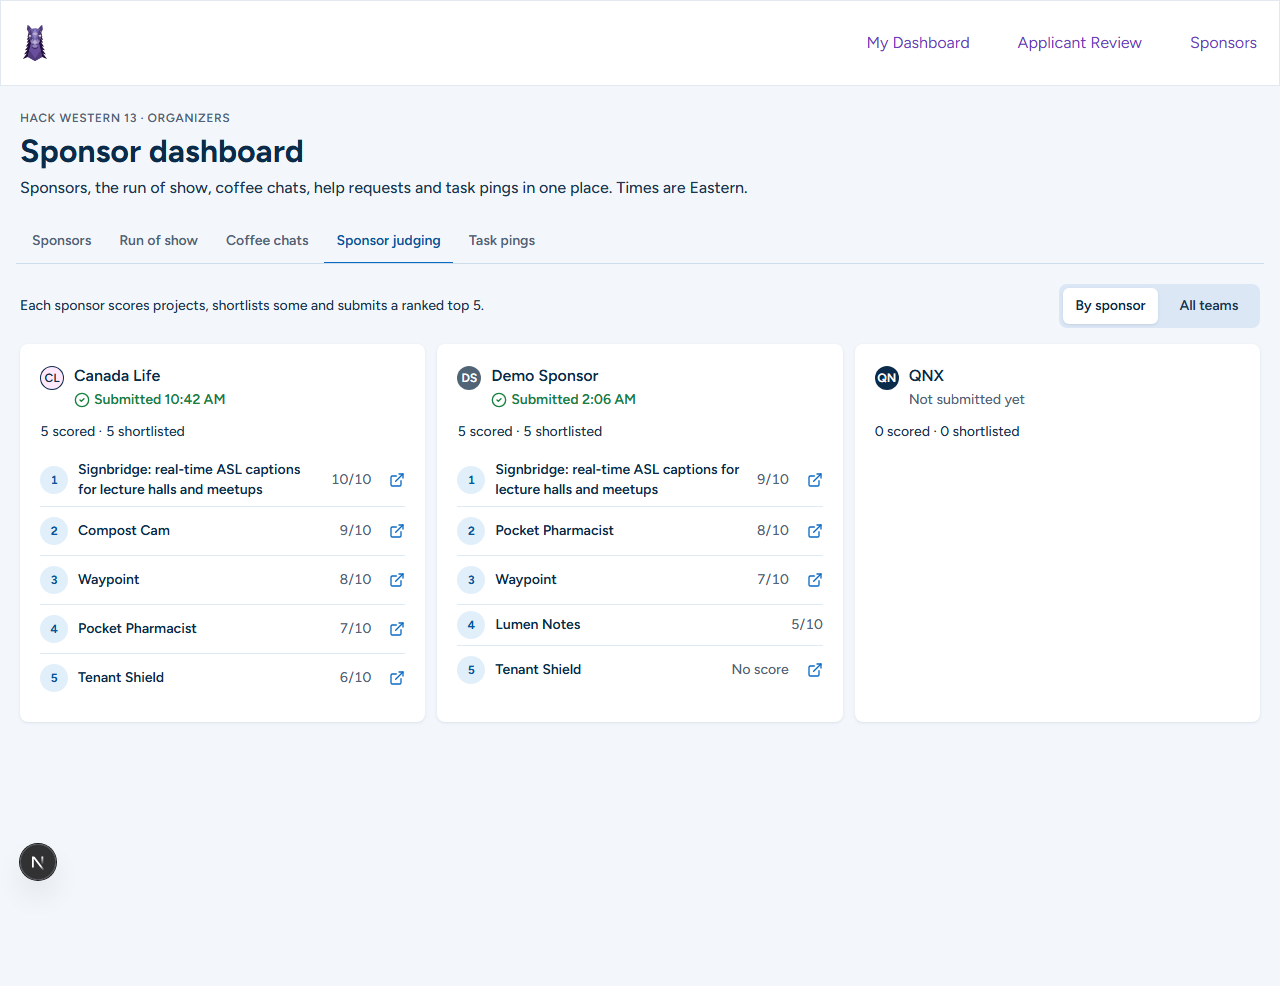 My Dashboard
Applicant Review
Sponsors
HACK WESTERN 13 · ORGANIZERS
Sponsor dashboard
Sponsors, the run of show, coffee chats, help requests and task pings in one place. Times are Eastern.
Sponsors
Run of show
Coffee chats
Sponsor judging
Task pings
Each sponsor scores projects, shortlists some and submits a ranked top 5.
By sponsor
All teams
CL
Canada Life
Submitted 10:42 AM
5 scored · 5 shortlisted
1
Signbridge: real-time ASL captions
for lecture halls and meetups
10/10
2
Compost Cam
9/10
3
Waypoint
8/10
4
Pocket Pharmacist
7/10
5
Tenant Shield
6/10
DS
Demo Sponsor
Submitted 2:06 AM
5 scored · 5 shortlisted
1
Signbridge: real-time ASL captions for
lecture halls and meetups
9/10
2
Pocket Pharmacist
8/10
3
Waypoint
7/10
4
Lumen Notes
5/10
5
Tenant Shield
No score
QN
QNX
Not submitted yet
0 scored · 0 shortlisted
N